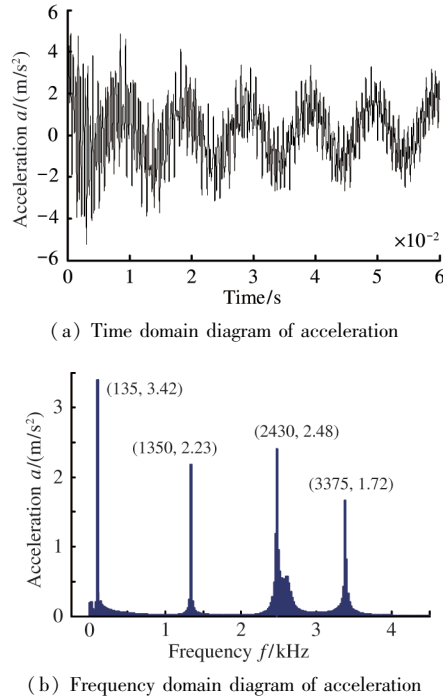 6
4
2
0
−2
−4
−6
Acceleration a/(m/s²)
×10⁻²
0 1 2 3 4 5 6
Time/s
(a) Time domain diagram of acceleration
(135, 3.42)
(2430, 2.48)
(1350, 2.23)
(3375, 1.72)
3
2
1
0
Acceleration a/(m/s²)
0 1 2 3 4
Frequency f/kHz
(b) Frequency domain diagram of acceleration